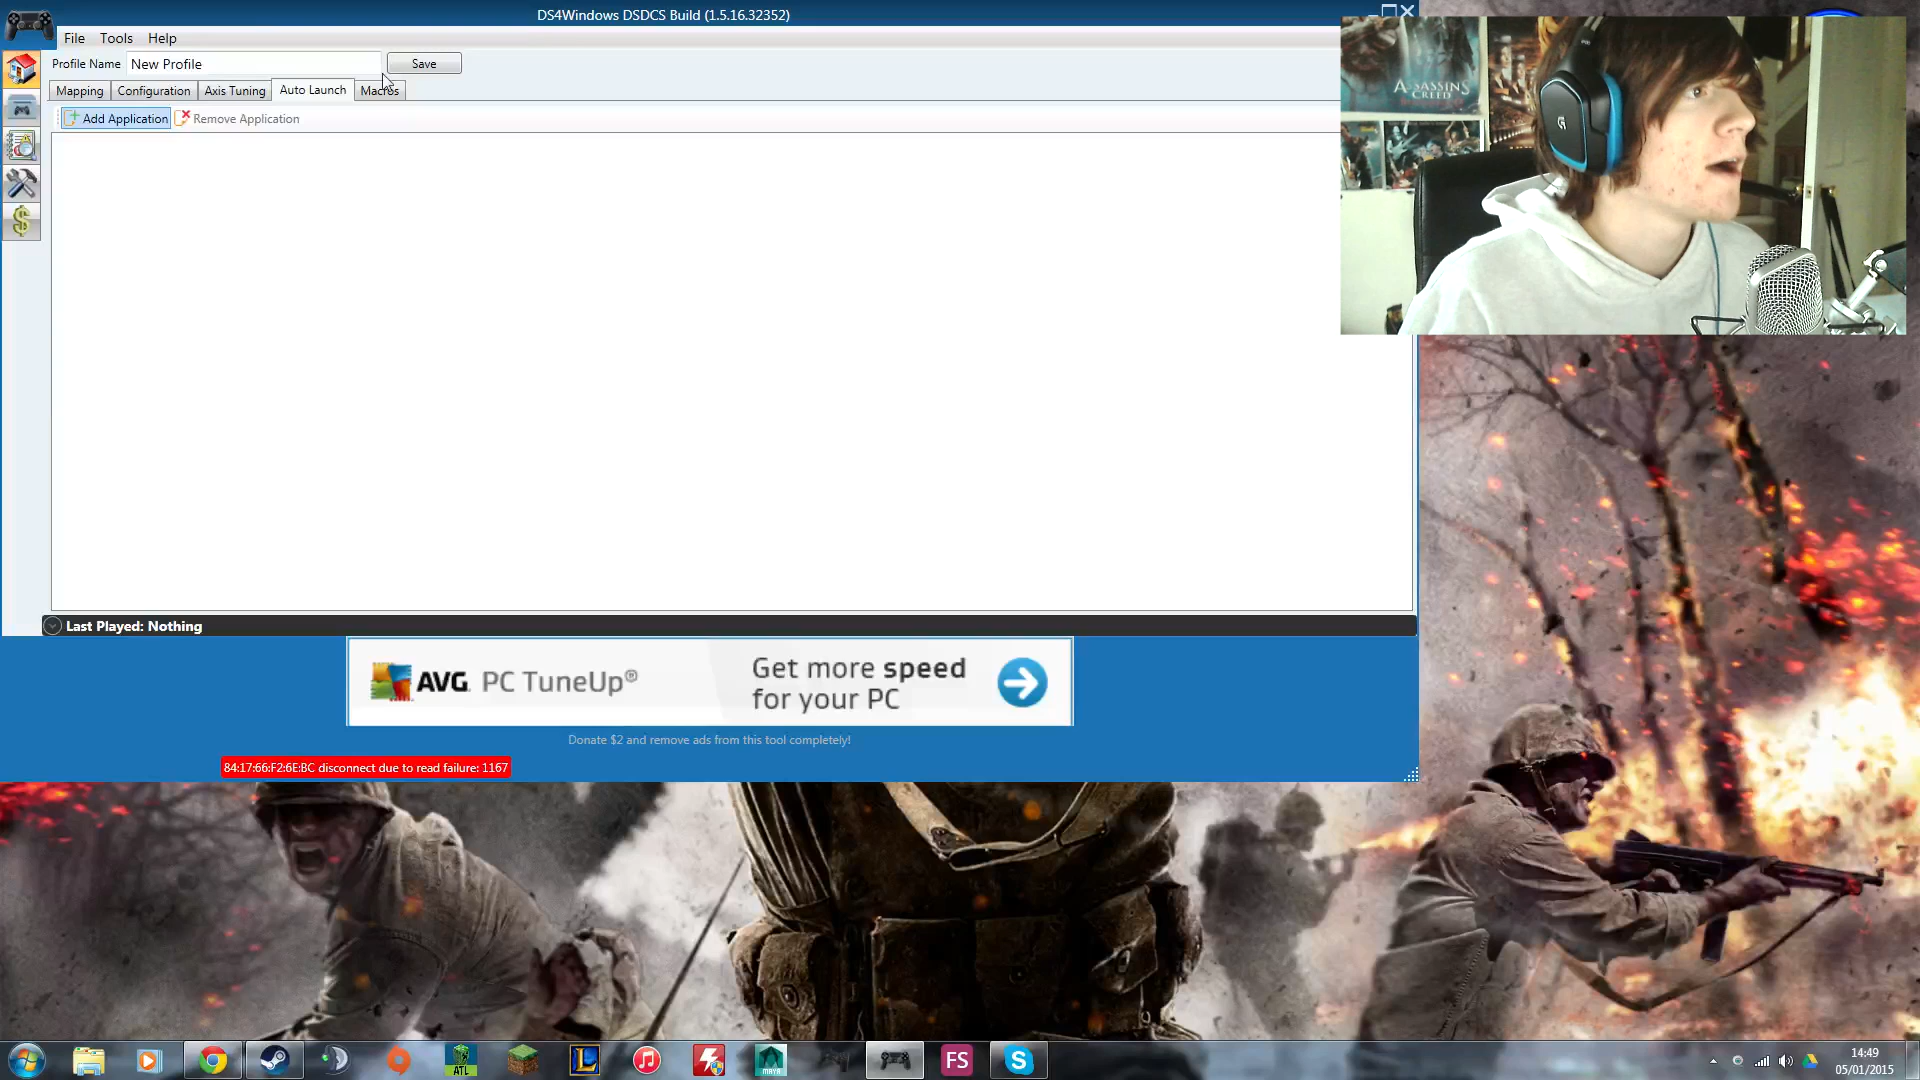 DS4Windows DSDCS Build (1.5.16.32352)
File Tools Help
Profile Name New Profile Save
Mapping Configuration Axis Tuning Auto Launch Macros
Add Application Remove Application
Last Played: Nothing
AVG PC TuneUp®
Get more speed
for your PC
Donate $2 and remove ads from this tool completely!
84:17:66:F2:6E:BC disconnect due to read failure: 1167
ASSASSINS
CREED
ATL
L
MAYA
FS
S
14:49
05/01/2015